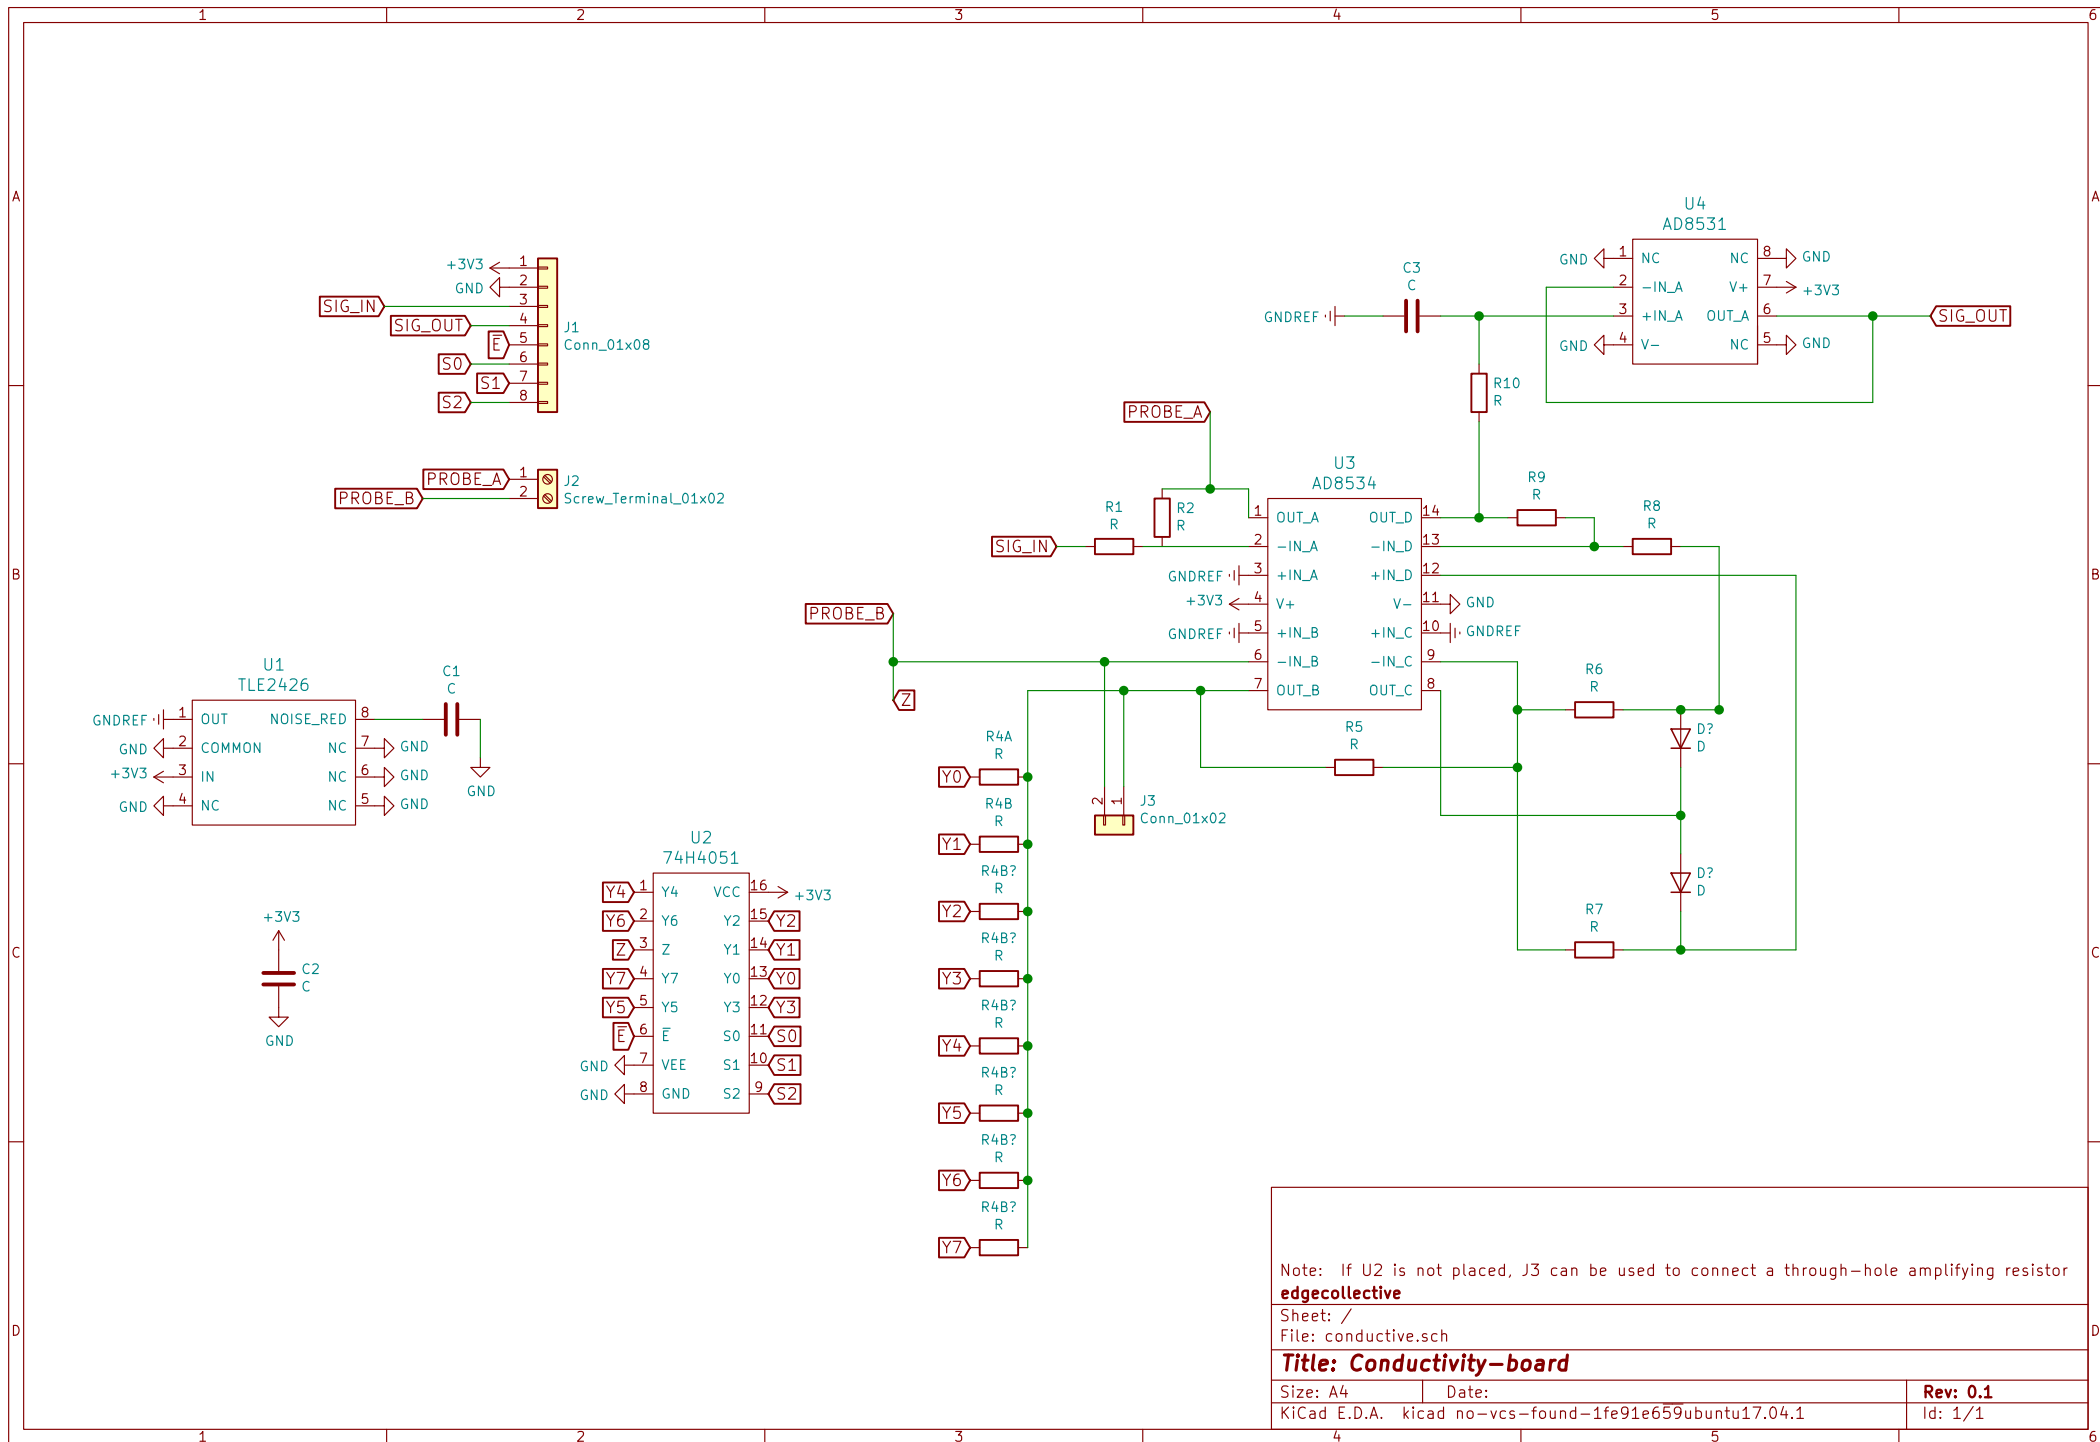 1 2 3 4 5 6
A
B
C
D
A
B
C
D
1 2 3 4 5 6
+3V3 1
GND 2
SIG_IN 3
SIG_OUT 4
E̅ 5
S0 6
S1 7
S2 8
J1
Conn_01x08
PROBE_A 1
PROBE_B 2
J2
Screw_Terminal_01x02
U1
TLE2426
GNDREF 1 OUT NOISE_RED 8
GND 2 COMMON NC 7 GND
+3V3 3 IN NC 6 GND
GND 4 NC NC 5 GND
C1
C
GND
+3V3
C2
C
GND
U2
74H4051
Y4 1 Y4 VCC 16 +3V3
Y6 2 Y6 Y2 15 Y2
Z 3 Z Y1 14 Y1
Y7 4 Y7 Y0 13 Y0
Y5 5 Y5 Y3 12 Y3
E̅ 6 E̅ S0 11 S0
GND 7 VEE S1 10 S1
GND 8 GND S2 9 S2
PROBE_B
Z
R4A
R
Y0
R4B
R
Y1
R4B?
R
Y2
R4B?
R
Y3
R4B?
R
Y4
R4B?
R
Y5
R4B?
R
Y6
R4B?
R
Y7
2 1
J3
Conn_01x02
PROBE_A
SIG_IN
R1
R
R2
R
U3
AD8534
1 OUT_A OUT_D 14
2 -IN_A -IN_D 13
GNDREF 3 +IN_A +IN_D 12
+3V3 4 V+ V- 11 GND
GNDREF 5 +IN_B +IN_C 10 GNDREF
6 -IN_B -IN_C 9
7 OUT_B OUT_C 8
R5
R
R6
R
R7
R
R8
R
R9
R
R10
R
D?
D
D?
D
GNDREF
C3
C
U4
AD8531
GND 1 NC NC 8 GND
2 -IN_A V+ 7 +3V3
3 +IN_A OUT_A 6
GND 4 V- NC 5 GND
SIG_OUT
Note: If U2 is not placed, J3 can be used to connect a through-hole amplifying resistor
edgecollective
Sheet: /
File: conductive.sch
Title: Conductivity-board
Size: A4 Date: Rev: 0.1
KiCad E.D.A. kicad no-vcs-found-1fe91e659ubuntu17.04.1 Id: 1/1